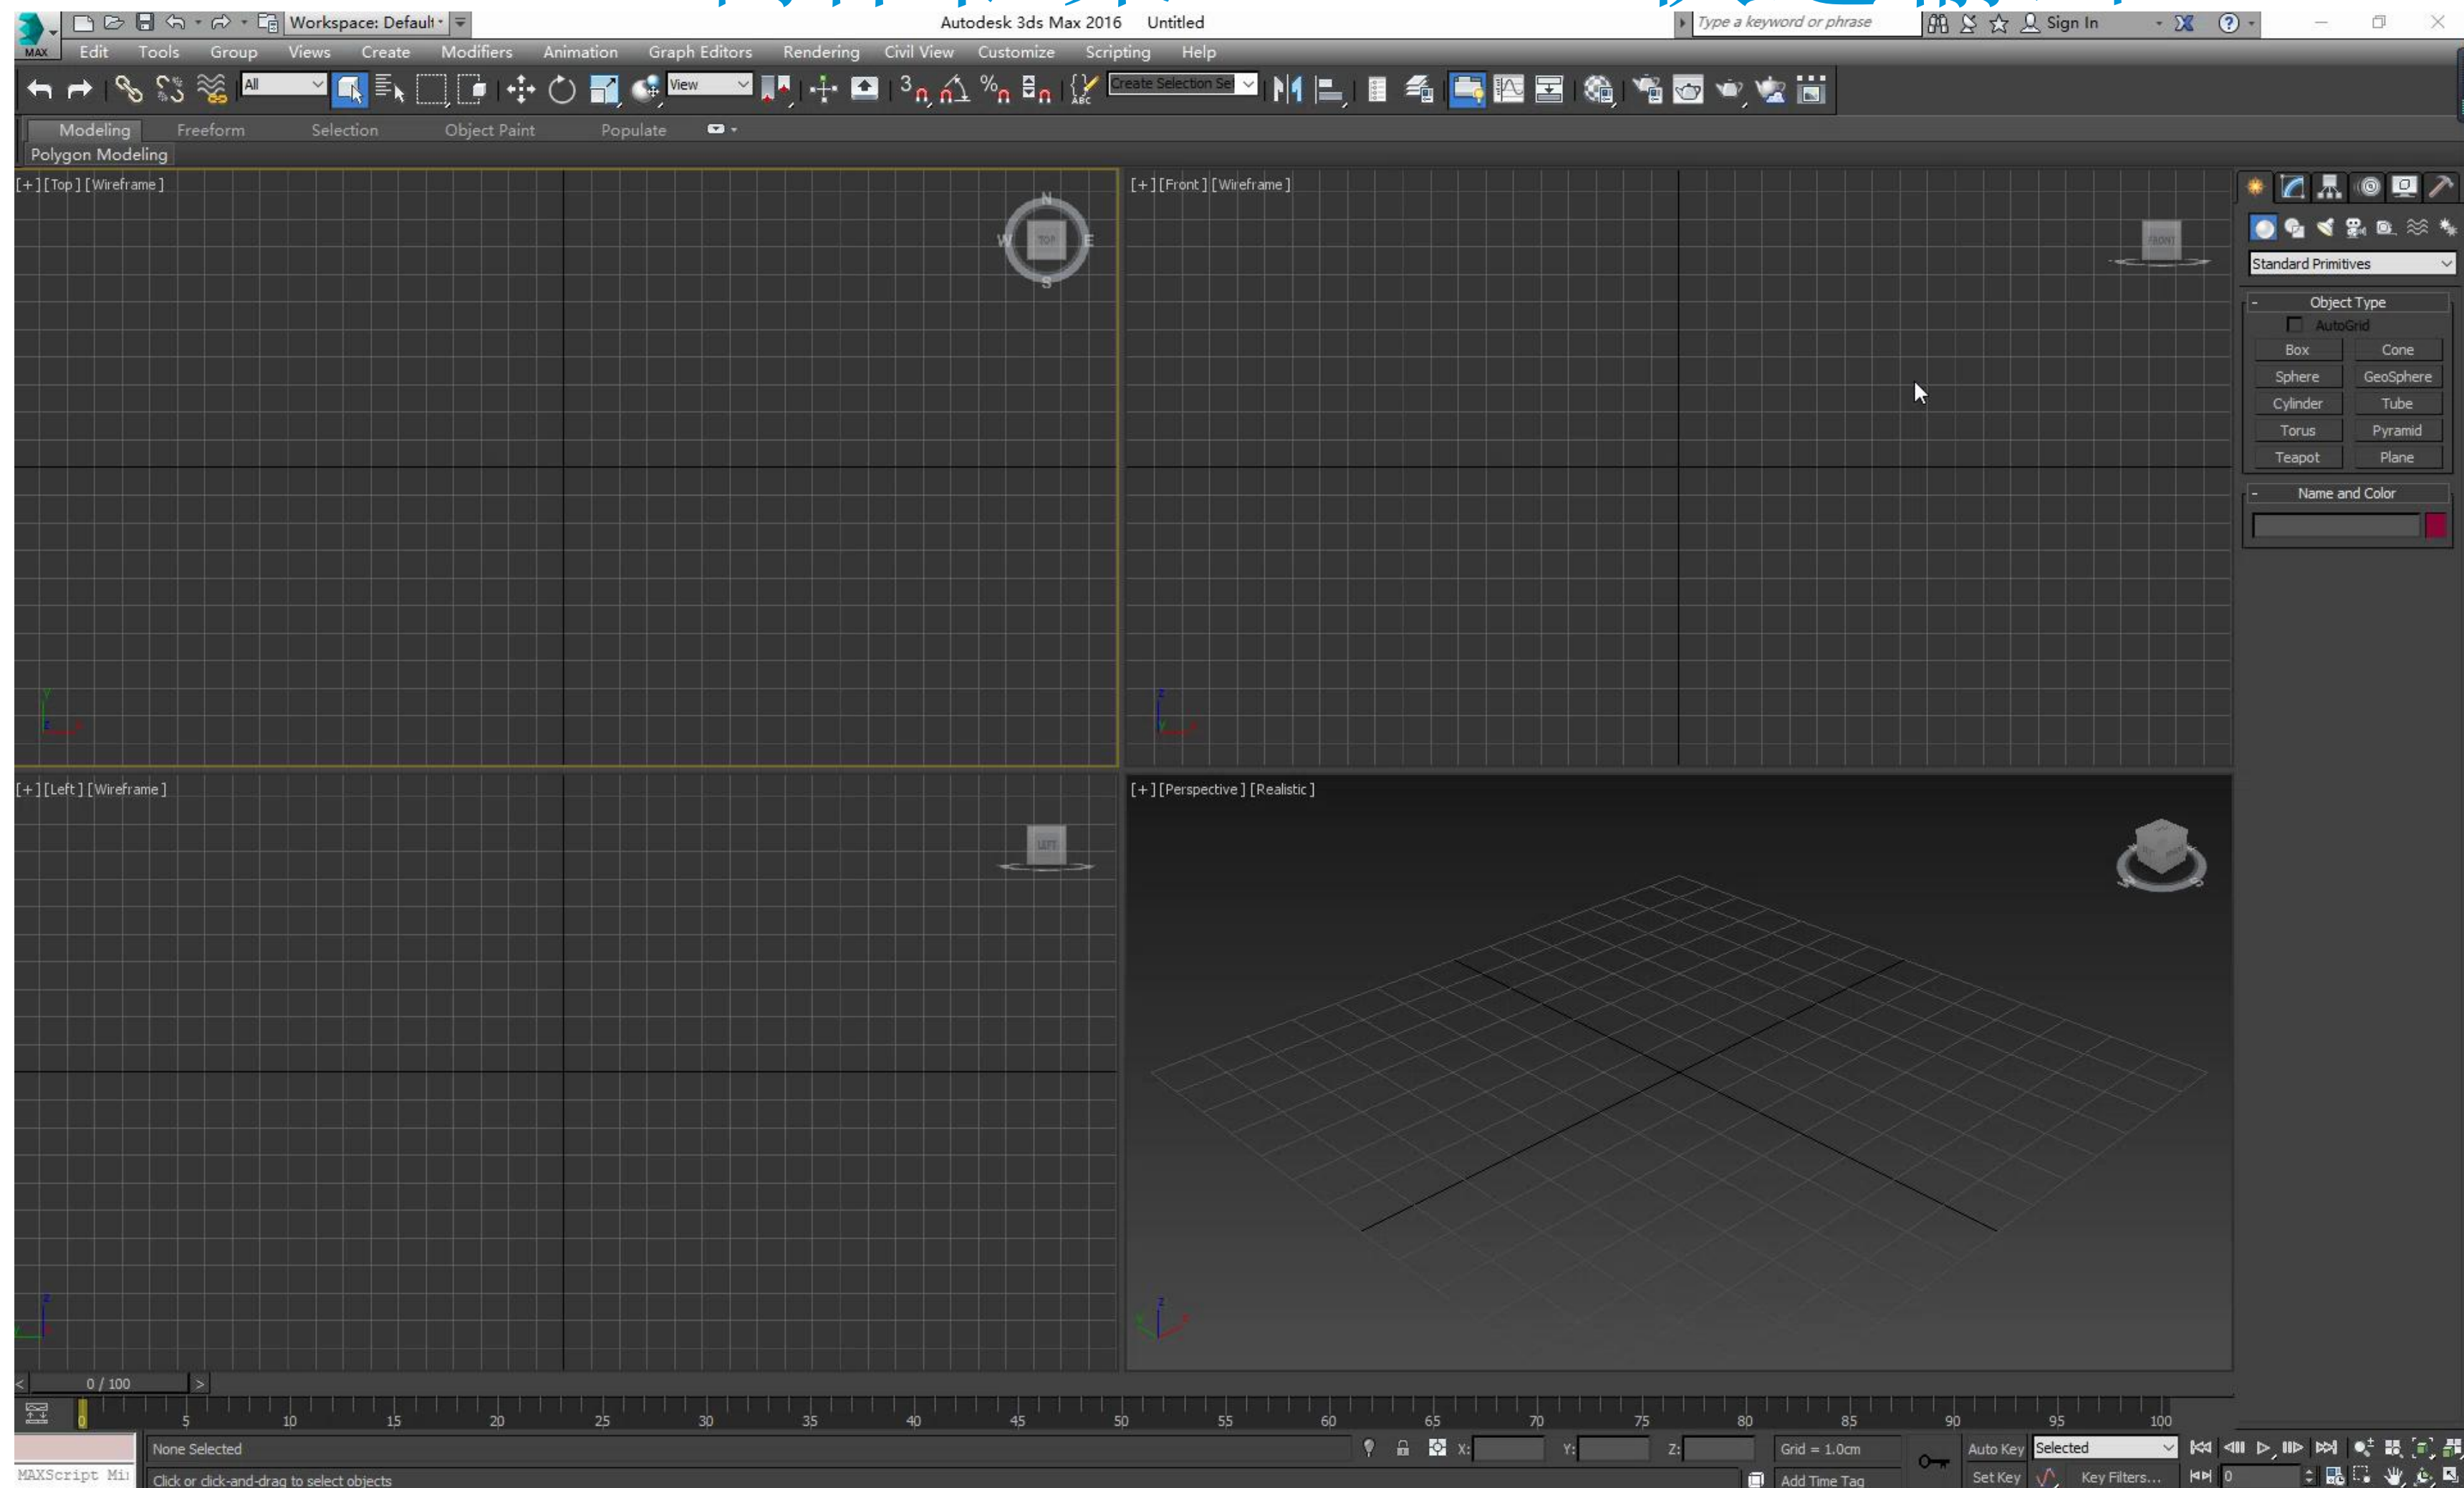 Workspace: Default
Autodesk 3ds Max 2016 Untitled
Type a keyword or phrase
Sign In
MAX
Edit Tools Group Views Create Modifiers Animation Graph Editors Rendering Civil View Customize Scripting Help
All
View
Create Selection Se
Modeling Freeform Selection Object Paint Populate
Polygon Modeling
[+][Top][Wireframe]
N
W TOP E
S
[+][Front][Wireframe]
FRONT
Standard Primitives
- Object Type
AutoGrid
Box Cone
Sphere GeoSphere
Cylinder Tube
Torus Pyramid
Teapot Plane
- Name and Color
[+][Left][Wireframe]
LEFT
[+][Perspective][Realistic]
< 0 / 100 >
0 5 10 15 20 25 30 35 40 45 50 55 60 65 70 75 80 85 90 95 100
None Selected
X: Y: Z: Grid = 1.0cm
Auto Key Selected
MAXScript Mi
Click or click-and-drag to select objects
Add Time Tag
Set Key Key Filters...
0